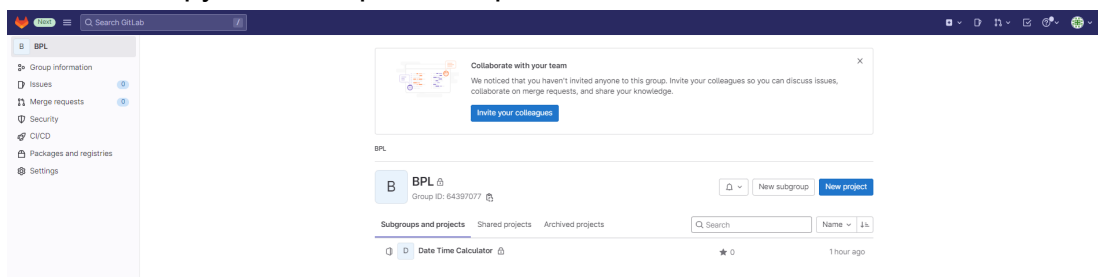 Next
Search GitLab
/
B BPL
Group information
Issues 0
Merge requests 0
Security
CI/CD
Packages and registries
Settings
Collaborate with your team
We noticed that you haven't invited anyone to this group. Invite your colleagues so you can discuss issues,
collaborate on merge requests, and share your knowledge.
Invite your colleagues
BPL
B BPL
Group ID: 64397077
New subgroup New project
Subgroups and projects Shared projects Archived projects Search Name
D Date Time Calculator 0 1 hour ago